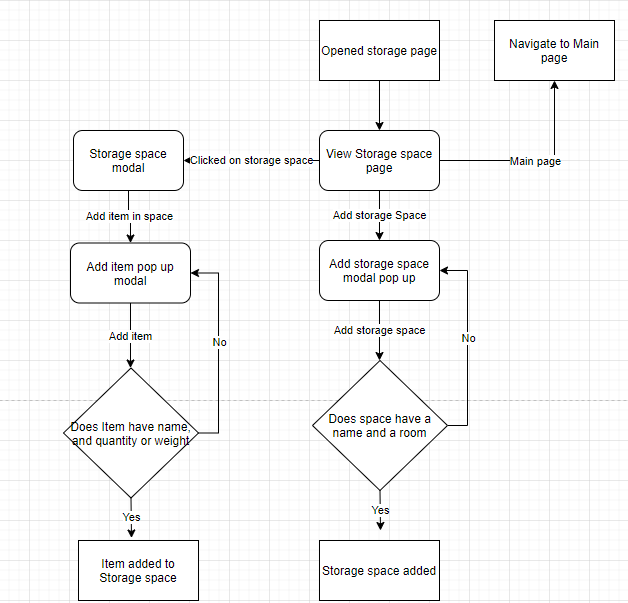 Opened storage page
Navigate to Main
page
Storage space
modal
Clicked on storage space
View Storage space
page
Main page
Add item in space
Add storage Space
Add item pop up
modal
Add storage space
modal pop up
Add item
No
Add storage space
No
Does Item have name,
and quantity or weight
Does space have a
name and a room
Yes
Yes
Item added to
Storage space
Storage space added